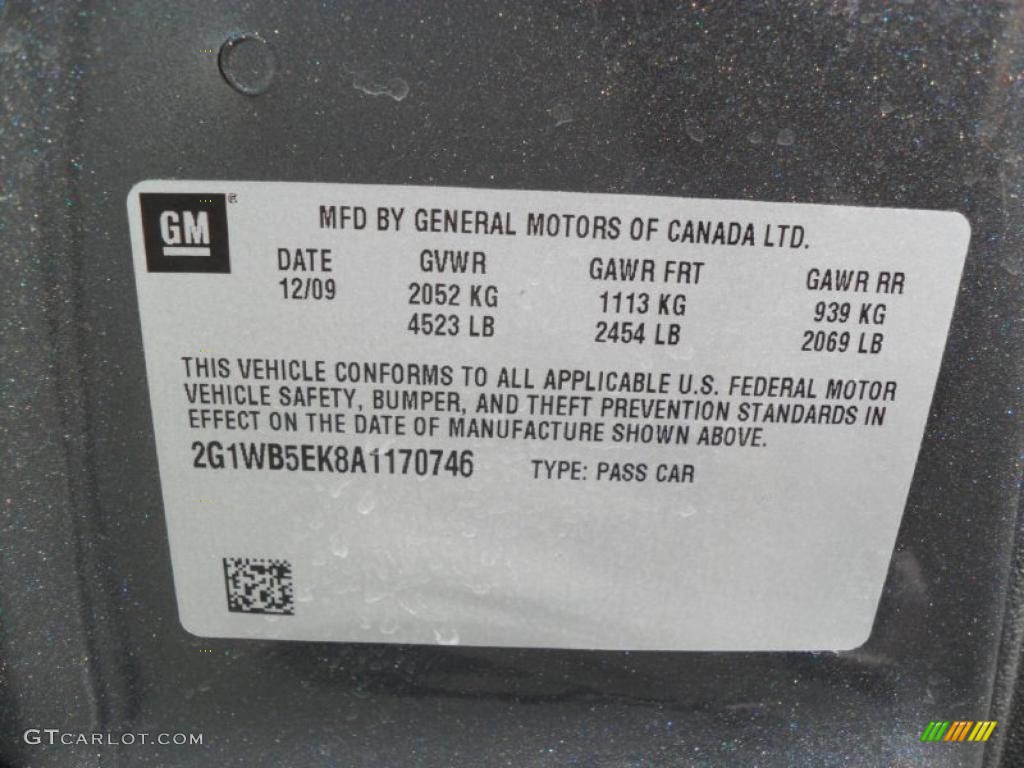 GM ®
MFD BY GENERAL MOTORS OF CANADA LTD.
DATE GVWR GAWR FRT GAWR RR
12/09 2052 KG 1113 KG 939 KG
4523 LB 2454 LB 2069 LB
THIS VEHICLE CONFORMS TO ALL APPLICABLE U.S. FEDERAL MOTOR
VEHICLE SAFETY, BUMPER, AND THEFT PREVENTION STANDARDS IN
EFFECT ON THE DATE OF MANUFACTURE SHOWN ABOVE.
2G1WB5EK8A1170746 TYPE: PASS CAR
GTCARLOT.COM